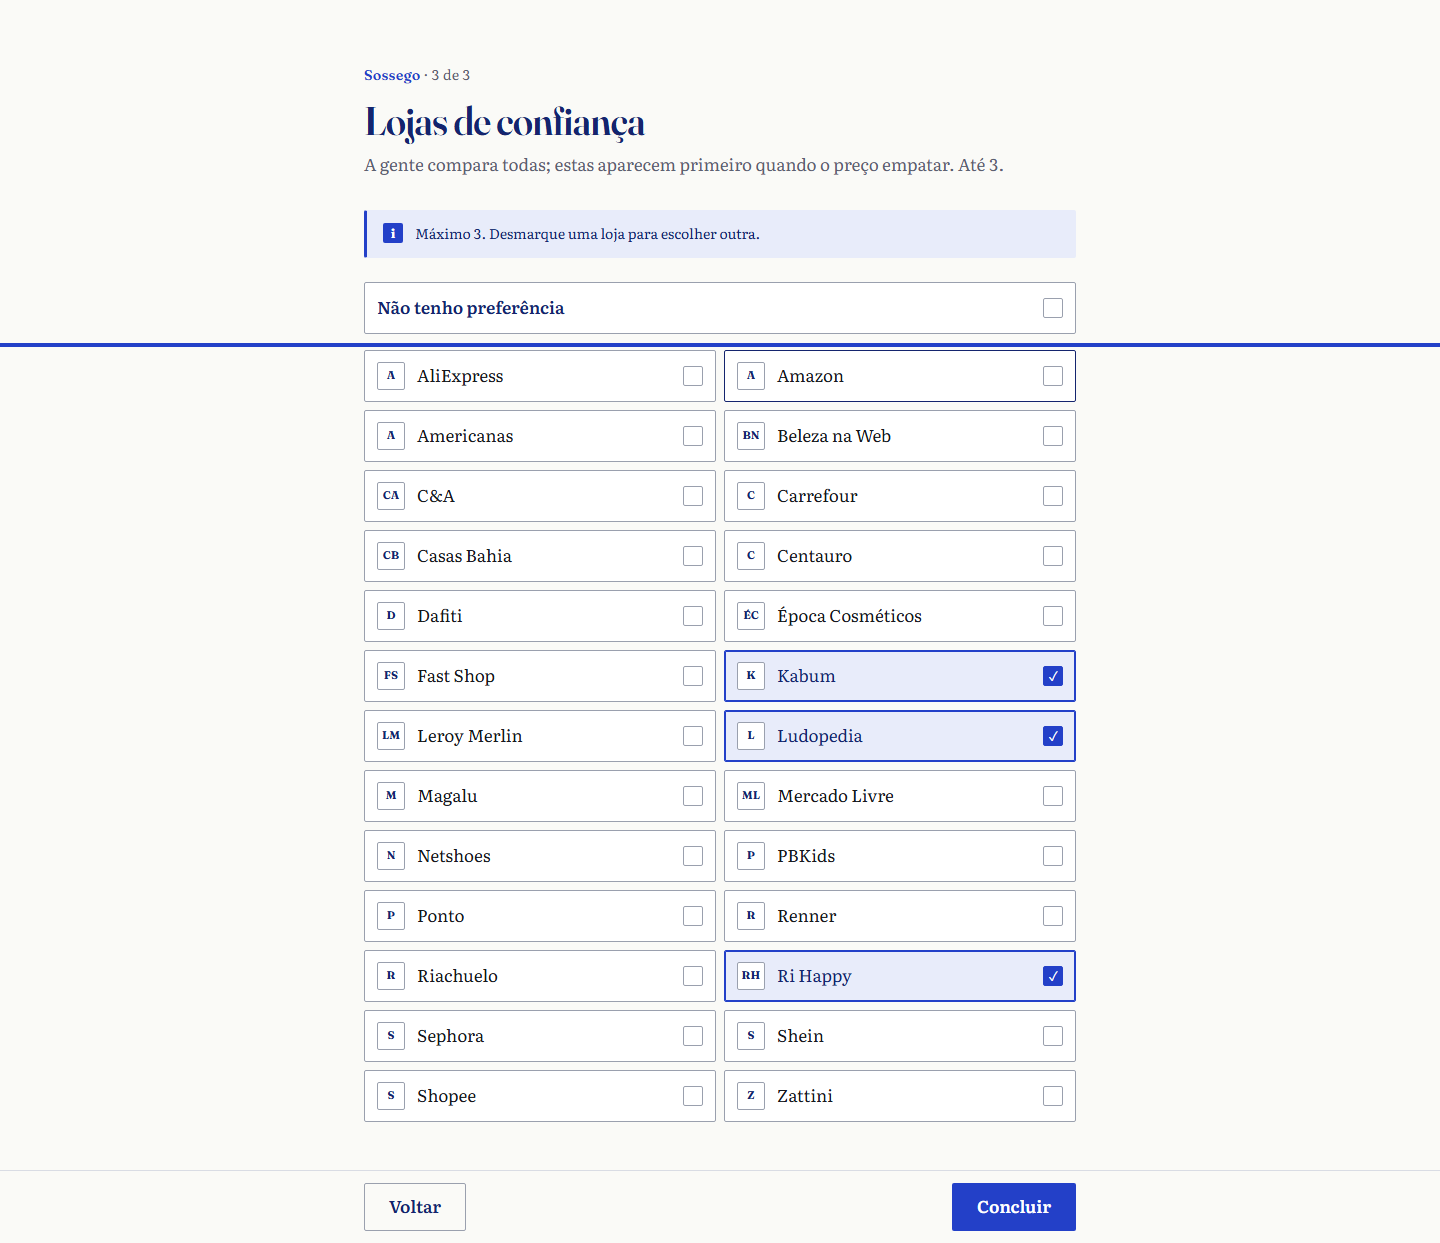 Sossego · 3 de 3
Lojas de confiança
A gente compara todas; estas aparecem primeiro quando o preço empatar. Até 3.
i Máximo 3. Desmarque uma loja para escolher outra.
Não tenho preferência
A AliExpress
A Amazon
A Americanas
BN Beleza na Web
CA C&A
C Carrefour
CB Casas Bahia
C Centauro
D Dafiti
ÉC Época Cosméticos
FS Fast Shop
K Kabum
LM Leroy Merlin
L Ludopedia
M Magalu
ML Mercado Livre
N Netshoes
P PBKids
P Ponto
R Renner
R Riachuelo
RH Ri Happy
S Sephora
S Shein
S Shopee
Z Zattini
Voltar
Concluir